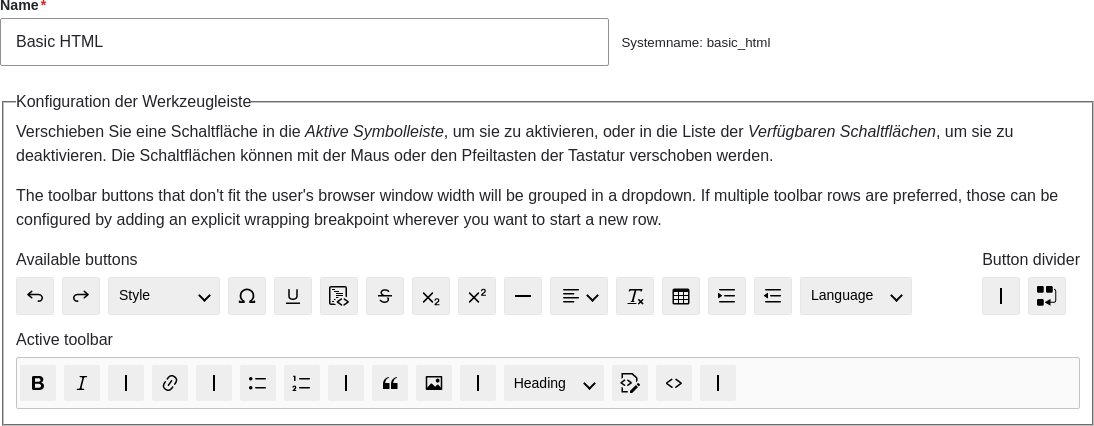 Name*
Basic HTML
Systemname: basic_html
Konfiguration der Werkzeugleiste
Verschieben Sie eine Schaltfläche in die Aktive Symbolleiste, um sie zu aktivieren, oder in die Liste der Verfügbaren Schaltflächen, um sie zu
deaktivieren. Die Schaltflächen können mit der Maus oder den Pfeiltasten der Tastatur verschoben werden.
The toolbar buttons that don't fit the user's browser window width will be grouped in a dropdown. If multiple toolbar rows are preferred, those can be
configured by adding an explicit wrapping breakpoint wherever you want to start a new row.
Available buttons
Button divider
Style
Language
Active toolbar
Heading